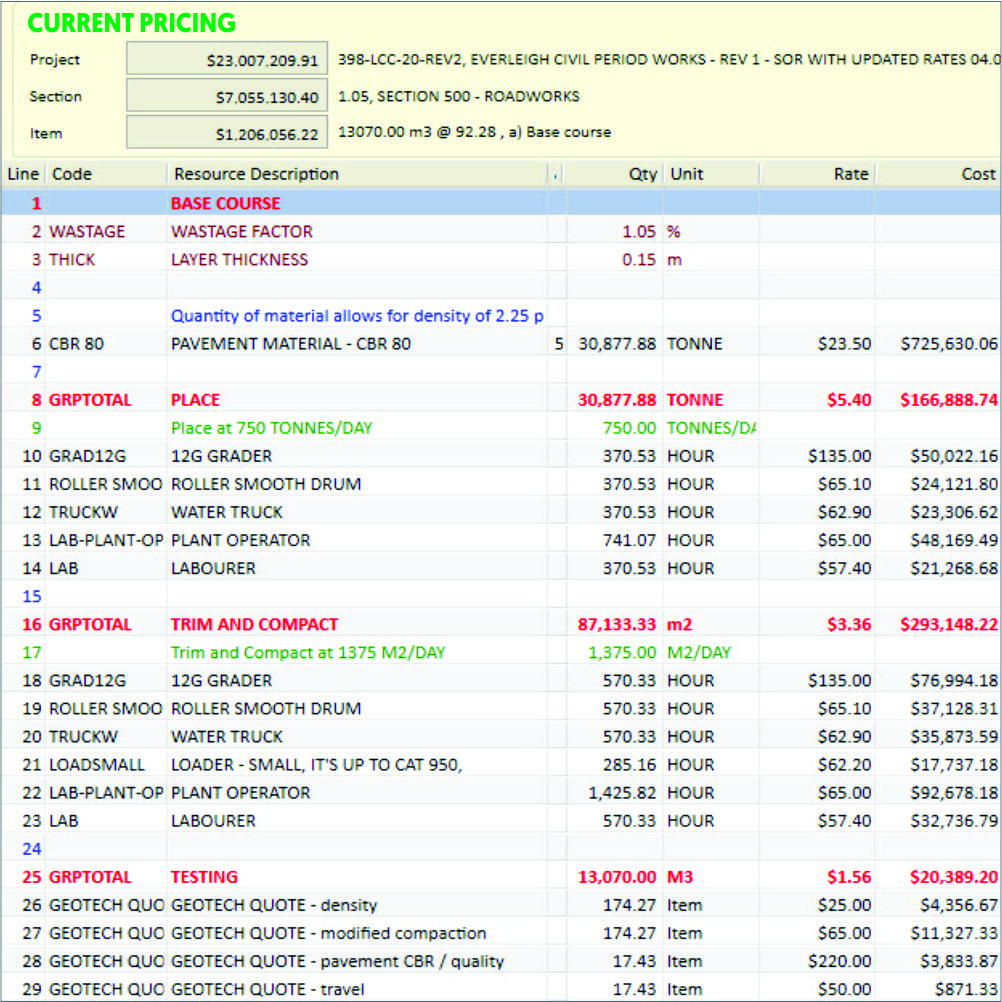 CURRENT PRICING
Project $23,007,209.91 398-LCC-20-REV2, EVERLEIGH CIVIL PERIOD WORKS - REV 1 - SOR WITH UPDATED RATES 04.0
Section $7,055,130.40 1.05, SECTION 500 - ROADWORKS
Item $1,206,056.22 13070.00 m3 @ 92.28 , a) Base course
Line Code Resource Description Qty Unit Rate Cost
1 BASE COURSE
2 WASTAGE WASTAGE FACTOR 1.05 %
3 THICK LAYER THICKNESS 0.15 m
4
5 Quantity of material allows for density of 2.25 p
6 CBR 80 PAVEMENT MATERIAL - CBR 80 5 30,877.88 TONNE $23.50 $725,630.06
7
8 GRPTOTAL PLACE 30,877.88 TONNE $5.40 $166,888.74
9 Place at 750 TONNES/DAY 750.00 TONNES/DA
10 GRAD12G 12G GRADER 370.53 HOUR $135.00 $50,022.16
11 ROLLER SMOO ROLLER SMOOTH DRUM 370.53 HOUR $65.10 $24,121.80
12 TRUCKW WATER TRUCK 370.53 HOUR $62.90 $23,306.62
13 LAB-PLANT-OP PLANT OPERATOR 741.07 HOUR $65.00 $48,169.49
14 LAB LABOURER 370.53 HOUR $57.40 $21,268.68
15
16 GRPTOTAL TRIM AND COMPACT 87,133.33 m2 $3.36 $293,148.22
17 Trim and Compact at 1375 M2/DAY 1,375.00 M2/DAY
18 GRAD12G 12G GRADER 570.33 HOUR $135.00 $76,994.18
19 ROLLER SMOO ROLLER SMOOTH DRUM 570.33 HOUR $65.10 $37,128.31
20 TRUCKW WATER TRUCK 570.33 HOUR $62.90 $35,873.59
21 LOADSMALL LOADER - SMALL, IT'S UP TO CAT 950, 285.16 HOUR $62.20 $17,737.18
22 LAB-PLANT-OP PLANT OPERATOR 1,425.82 HOUR $65.00 $92,678.18
23 LAB LABOURER 570.33 HOUR $57.40 $32,736.79
24
25 GRPTOTAL TESTING 13,070.00 M3 $1.56 $20,389.20
26 GEOTECH QUO GEOTECH QUOTE - density 174.27 Item $25.00 $4,356.67
27 GEOTECH QUO GEOTECH QUOTE - modified compaction 174.27 Item $65.00 $11,327.33
28 GEOTECH QUO GEOTECH QUOTE - pavement CBR / quality 17.43 Item $220.00 $3,833.87
29 GEOTECH QUO GEOTECH QUOTE - travel 17.43 Item $50.00 $871.33